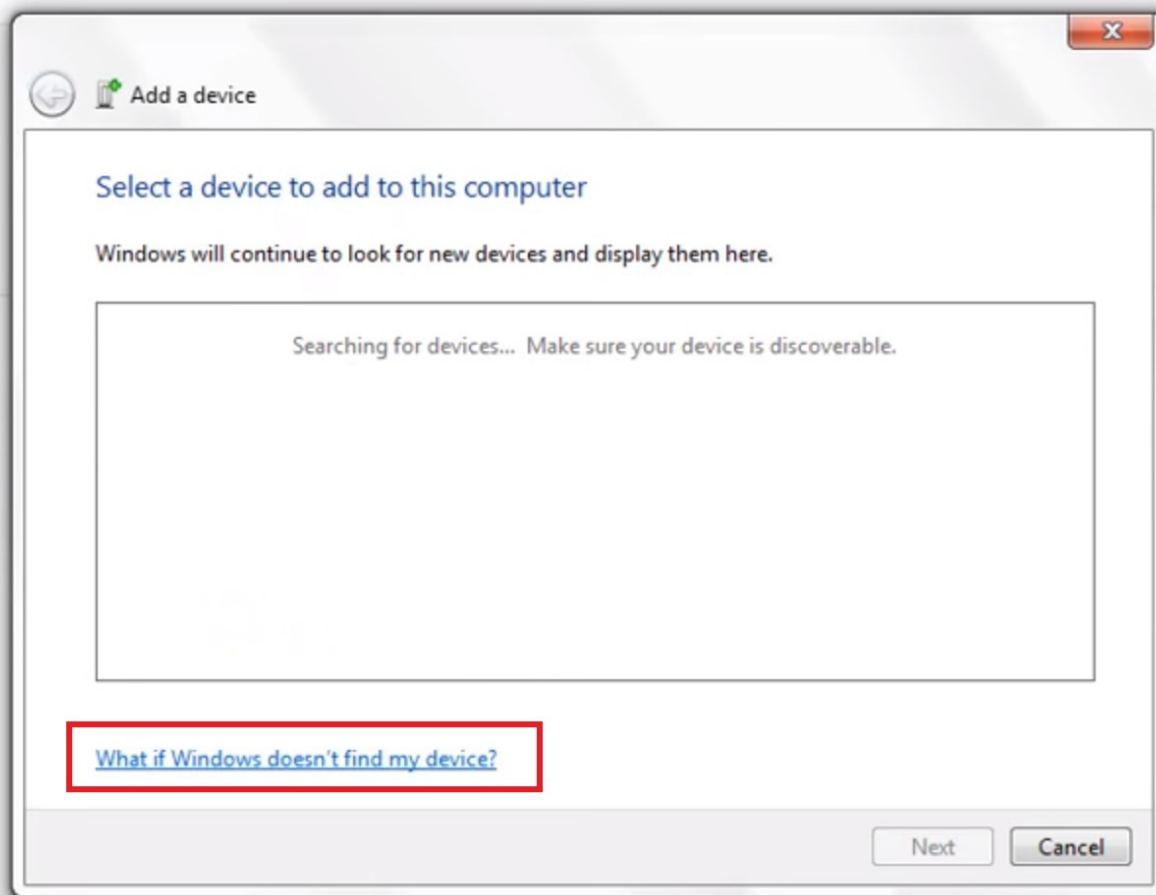 Add a device
Select a device to add to this computer
Windows will continue to look for new devices and display them here.
Searching for devices... Make sure your device is discoverable.
What if Windows doesn't find my device?
Next Cancel